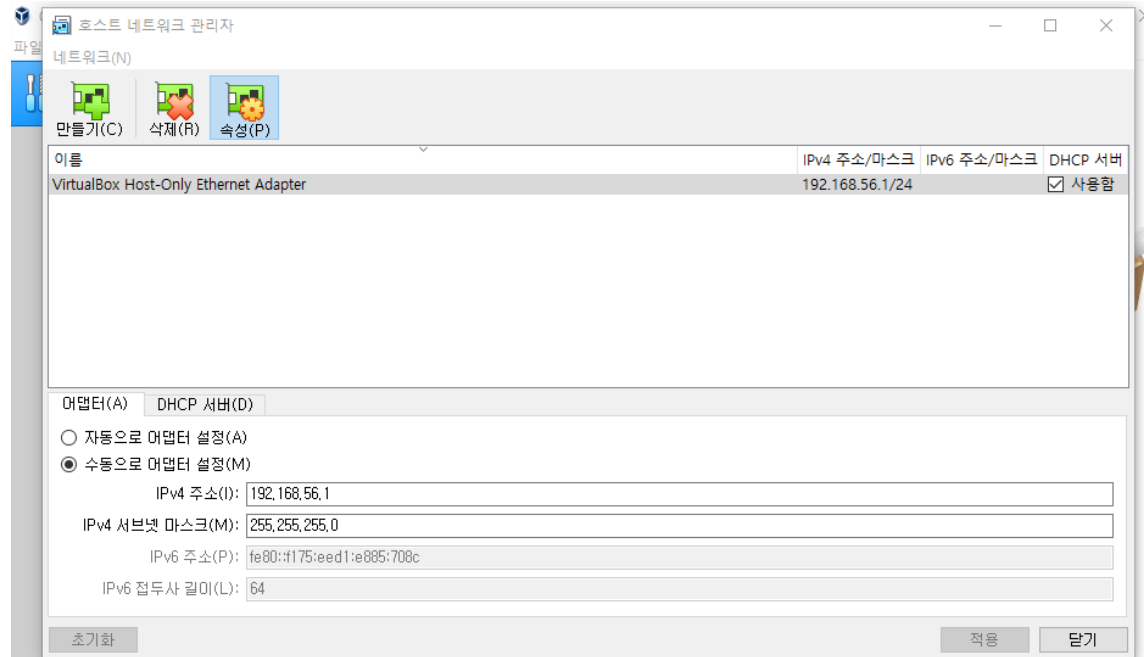 호스트 네트워크 관리자
파일
네트워크(N)
만들기(C) 삭제(R) 속성(P)
이름 IPv4 주소/마스크 IPv6 주소/마스크 DHCP 서버
VirtualBox Host-Only Ethernet Adapter 192.168.56.1/24 사용함
어댑터(A) DHCP 서버(D)
자동으로 어댑터 설정(A)
수동으로 어댑터 설정(M)
IPv4 주소(I): 192.168.56.1
IPv4 서브넷 마스크(M): 255.255.255.0
IPv6 주소(P): fe80::f175:eed1:e885:708c
IPv6 접두사 길이(L): 64
초기화 적용 닫기